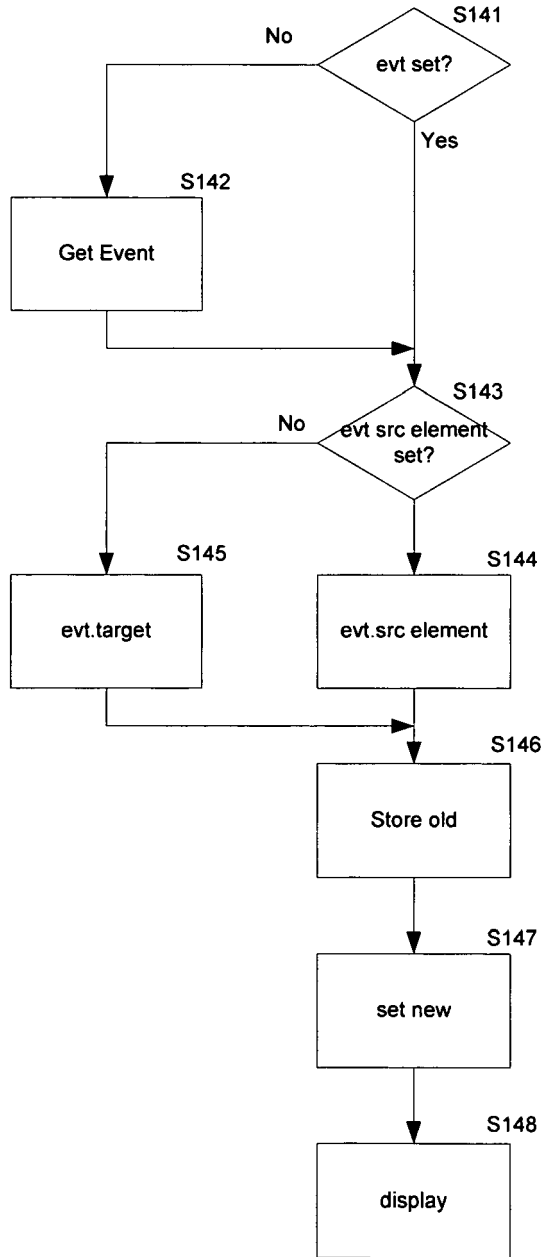 S141
No
evt set?
Yes
S142
Get Event
S143
No
evt src element
set?
S145
S144
evt.target
evt.src element
S146
Store old
S147
set new
S148
display